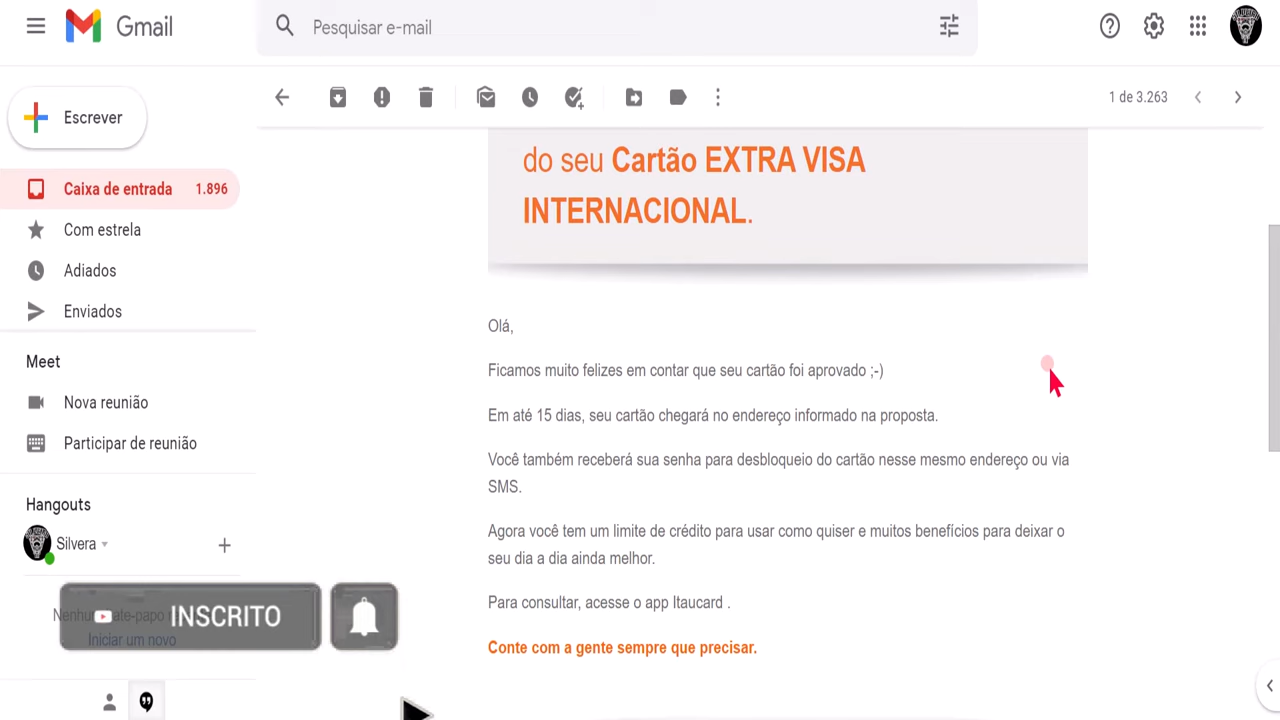 Gmail
Pesquisar e-mail
Escrever
1 de 3.263
Caixa de entrada 1.896
Com estrela
Adiados
Enviados
Meet
Nova reunião
Participar de reunião
Hangouts
Silvera
Iniciar um novo
INSCRITO
do seu Cartão EXTRA VISA
INTERNACIONAL.
Olá,
Ficamos muito felizes em contar que seu cartão foi aprovado ;-)
Em até 15 dias, seu cartão chegará no endereço informado na proposta.
Você também receberá sua senha para desbloqueio do cartão nesse mesmo endereço ou via
SMS.
Agora você tem um limite de crédito para usar como quiser e muitos benefícios para deixar o
seu dia a dia ainda melhor.
Para consultar, acesse o app Itaucard .
Conte com a gente sempre que precisar.